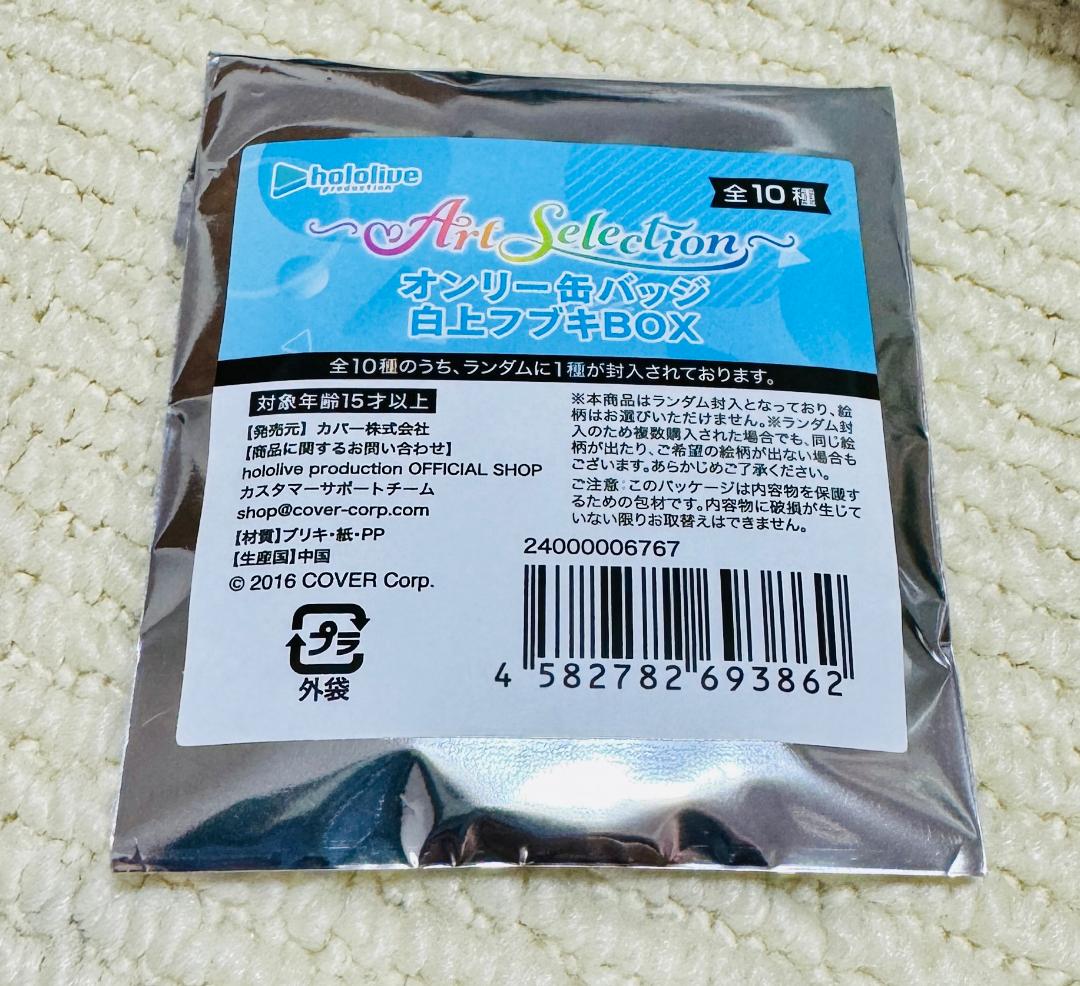 hololive
production
全10種
Art Selection
オンリー缶バッジ
白上フブキBOX
全10種のうち、ランダムに1種が封入されております。
対象年齢15才以上
【発売元】カバー株式会社
【商品に関するお問い合わせ】
hololive production OFFICIAL SHOP
カスタマーサポートチーム
shop@cover-corp.com
【材質】ブリキ・紙・PP
【生産国】中国
© 2016 COVER Corp.
プラ
外袋
※本商品はランダム封入となっており、絵
柄はお選びいただけません。※ランダム封
入のため複数購入された場合でも、同じ絵
柄が出たり、ご希望の絵柄が出ない場合も
ございます。あらかじめご了承ください。
ご注意:このパッケージは内容物を保護す
るための包材です。内容物に破損が生じて
いない限りお取替えはできません。
24000006767
4 582782 693862